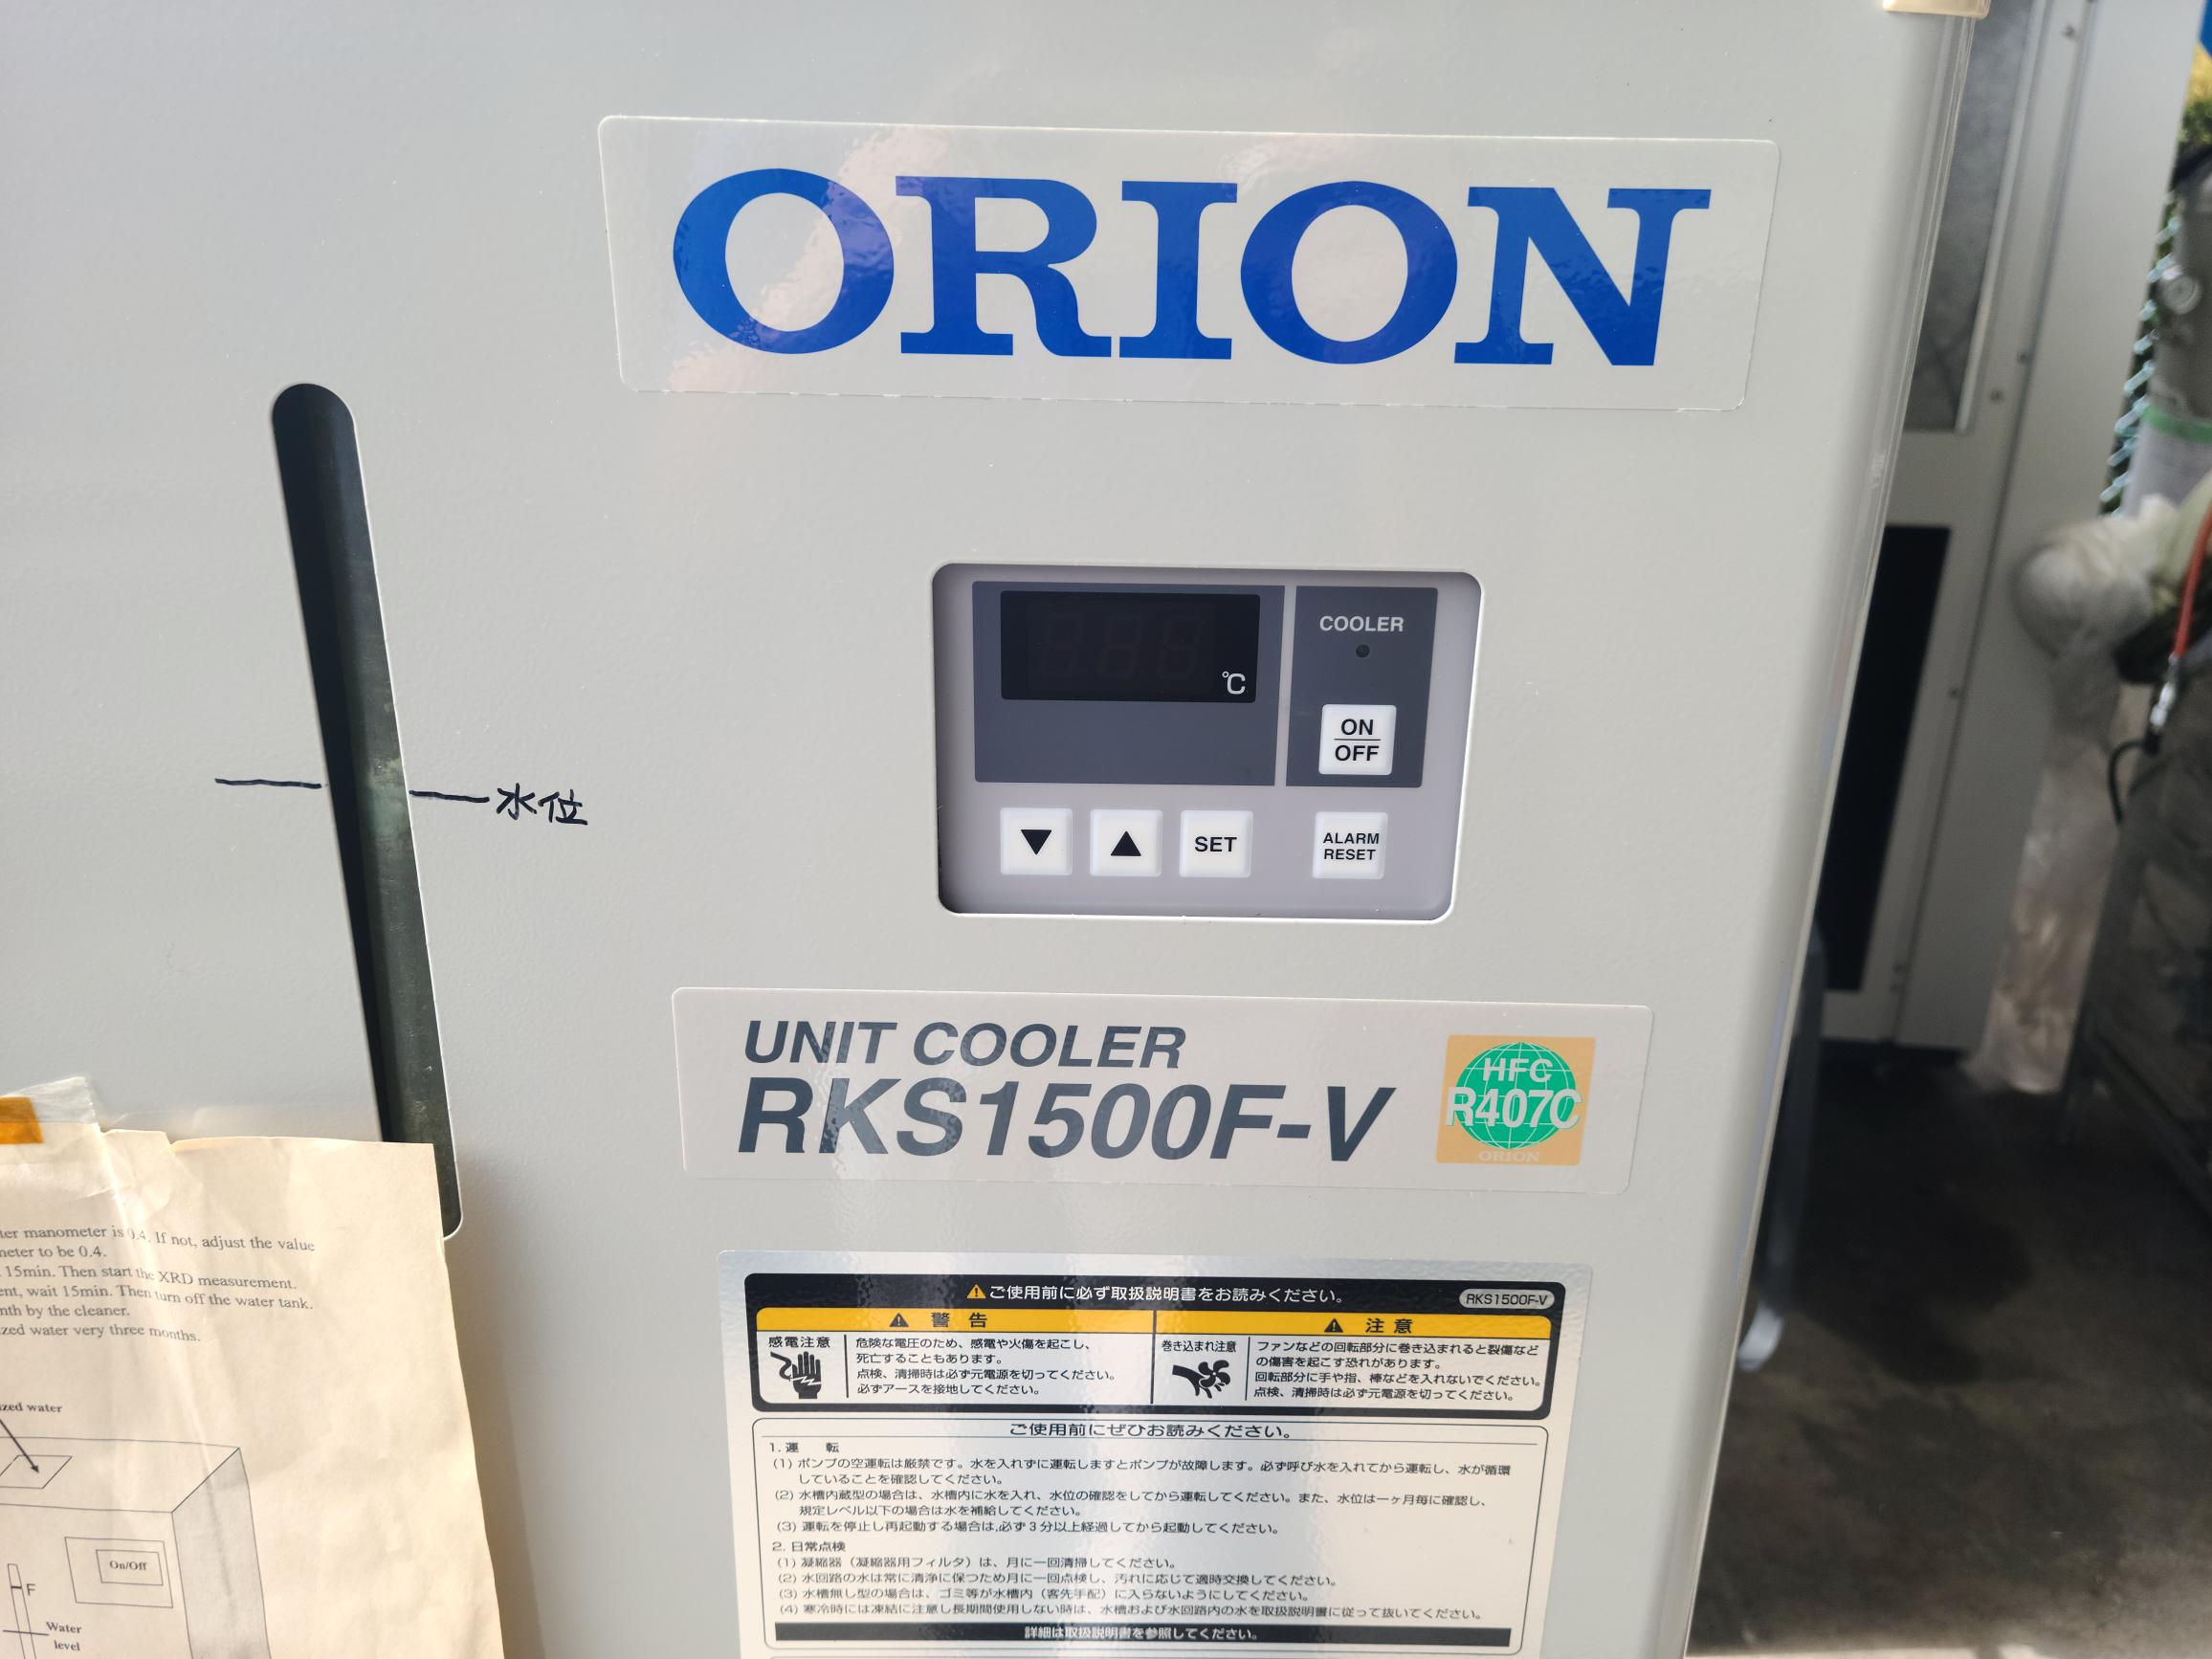 ORION
℃
COOLER
ON
OFF
▼ ▲ SET
ALARM
RESET
水位
UNIT COOLER
RKS1500F-V
HFC
R407C
ORION
manometer is 0.4. If not, adjust the value
to be 0.4.
15min. Then start the XRD measurement.
wait 15min. Then turn off the water tank.
by the cleaner.
water very three months.
water
On/Off
F
Water
level
⚠ご使用前に必ず取扱説明書をお読みください。
RKS1500F-V
⚠ 警 告
感電注意
危険な電圧のため、感電や火傷を起こし、
死亡することもあります。
点検、清掃時は必ず元電源を切ってください。
必ずアースを接地してください。
⚠ 注 意
巻き込まれ注意
ファンなどの回転部分に巻き込まれると裂傷など
の傷害を起こす恐れがあります。
回転部分に手や指、棒などを入れないでください。
点検、清掃時は必ず元電源を切ってください。
ご使用前にぜひお読みください。
1. 運　転
(1) ポンプの空運転は厳禁です。水を入れずに運転しますとポンプが故障します。必ず呼び水を入れてから運転し、水が循環
していることを確認してください。
(2) 水槽内蔵型の場合は、水槽内に水を入れ、水位の確認をしてから運転してください。また、水位は一ヶ月毎に確認し、
規定レベル以下の場合は水を補給してください。
(3) 運転を停止し再起動する場合は,必ず3分以上経過してから起動してください。
2. 日常点検
(1) 凝縮器（凝縮器用フィルタ）は、月に一回清掃してください。
(2) 水回路の水は常に清浄に保つため月に一回点検し、汚れに応じて適時交換してください。
(3) 水槽無し型の場合は、ゴミ等が水槽内（客先手配）に入らないようにしてください。
(4) 寒冷時には凍結に注意し長期間使用しない時は、水槽および水回路内の水を取扱説明書に従って抜いてください。
詳細は取扱説明書を参照してください。